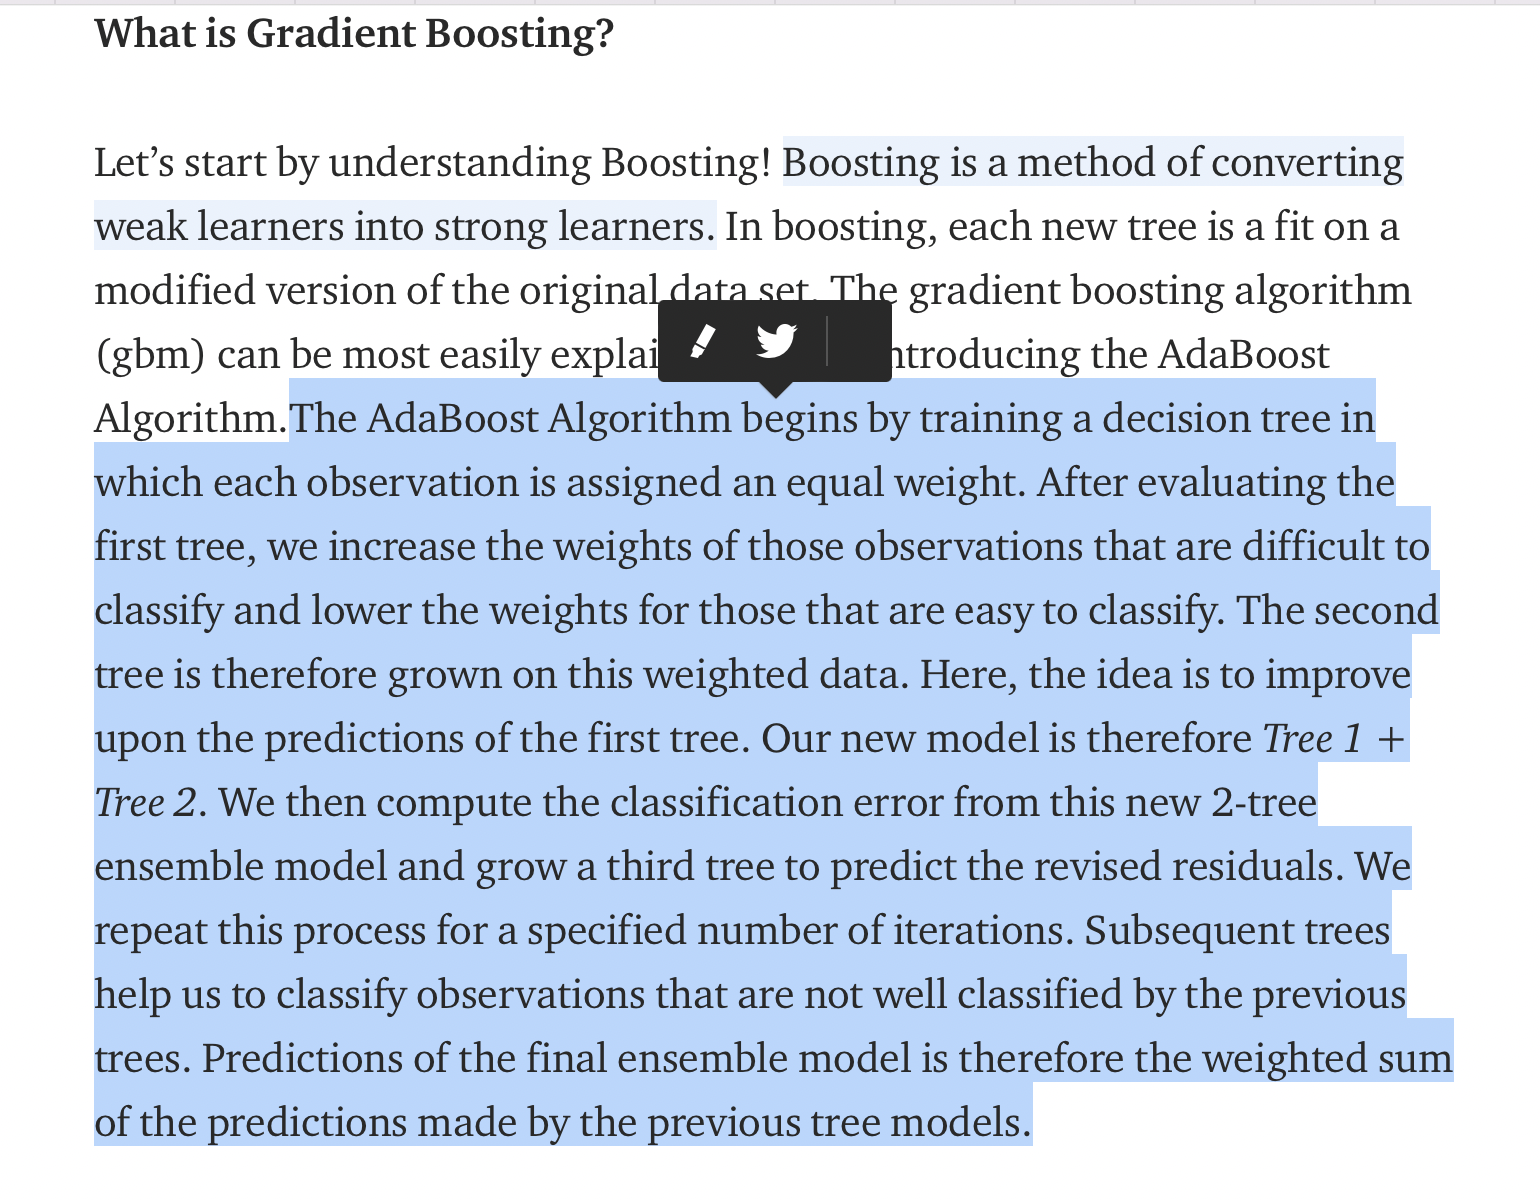 What is Gradient Boosting?
Let’s start by understanding Boosting! Boosting is a method of converting
weak learners into strong learners. In boosting, each new tree is a fit on a
modified version of the original data set. The gradient boosting algorithm
(gbm) can be most easily explai ntroducing the AdaBoost
Algorithm.The AdaBoost Algorithm begins by training a decision tree in
which each observation is assigned an equal weight. After evaluating the
first tree, we increase the weights of those observations that are difficult to
classify and lower the weights for those that are easy to classify. The second
tree is therefore grown on this weighted data. Here, the idea is to improve
upon the predictions of the first tree. Our new model is therefore Tree 1 +
Tree 2. We then compute the classification error from this new 2-tree
ensemble model and grow a third tree to predict the revised residuals. We
repeat this process for a specified number of iterations. Subsequent trees
help us to classify observations that are not well classified by the previous
trees. Predictions of the final ensemble model is therefore the weighted sum
of the predictions made by the previous tree models.